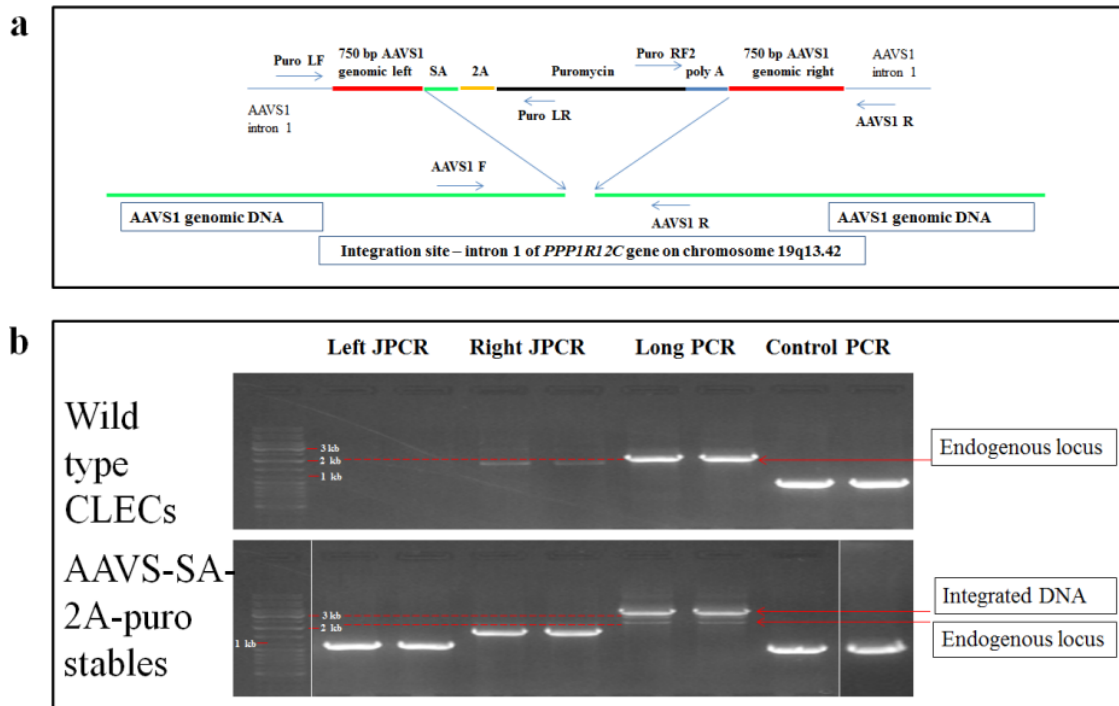 a
Puro LF
750 bp AAVS1
genomic left
SA
2A
Puromycin
Puro RF2
poly A
750 bp AAVS1
genomic right
AAVS1
intron 1
AAVS1
intron 1
Puro LR
AAVS1 R
AAVS1 F
AAVS1 R
AAVS1 genomic DNA
AAVS1 genomic DNA
Integration site – intron 1 of PPP1R12C gene on chromosome 19q13.42
b
Left JPCR Right JPCR Long PCR Control PCR
Wild
type
CLECs
3 kb
2 kb
1 kb
Endogenous locus
AAVS-SA-
2A-puro
stables
3 kb
2 kb
1 kb
Integrated DNA
Endogenous locus